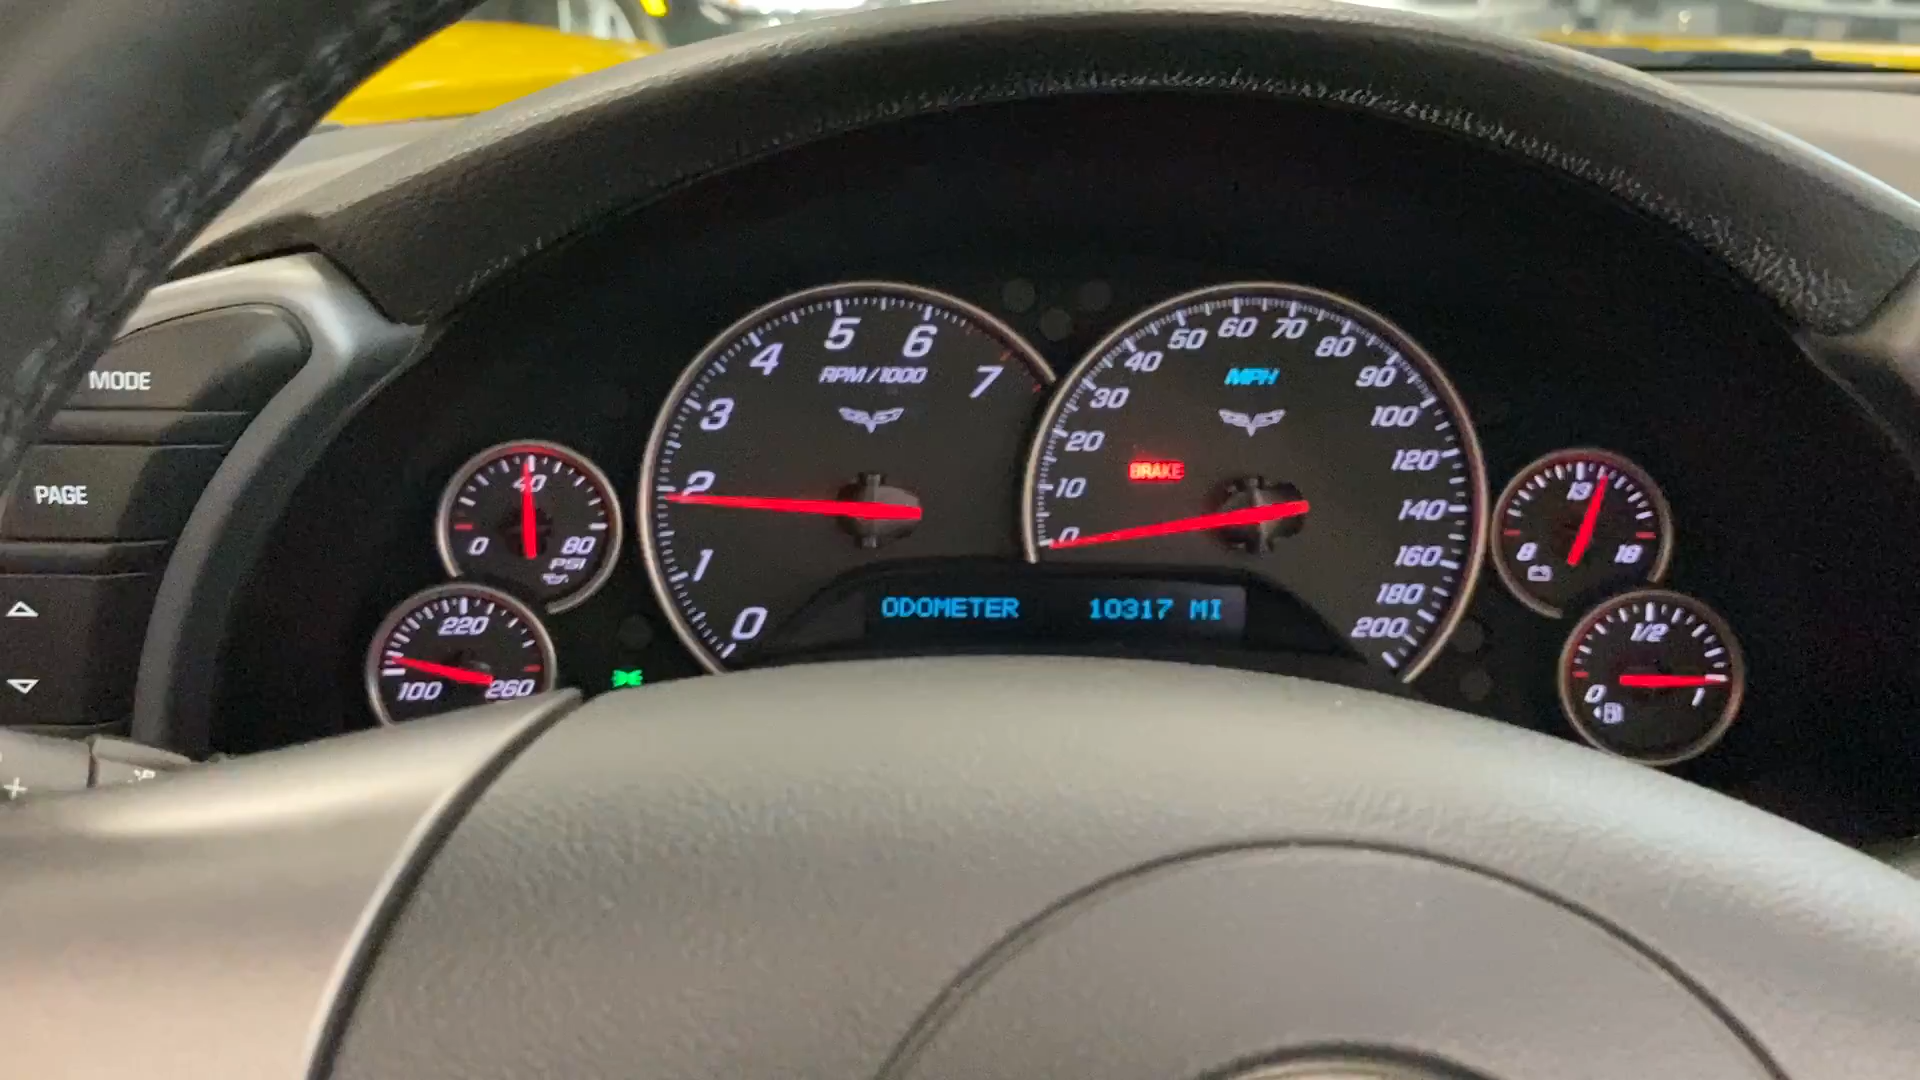 MODE
PAGE
0 40 80
PSI
100 220 260
0 1 2 3 4 5 6 7
RPM/1000
0 10 20 30 40 50 60 70 80 90 100 120 140 160 180 200
MPH
BRAKE
ODOMETER 10317 MI
8 13 18
0 1/2 1
+